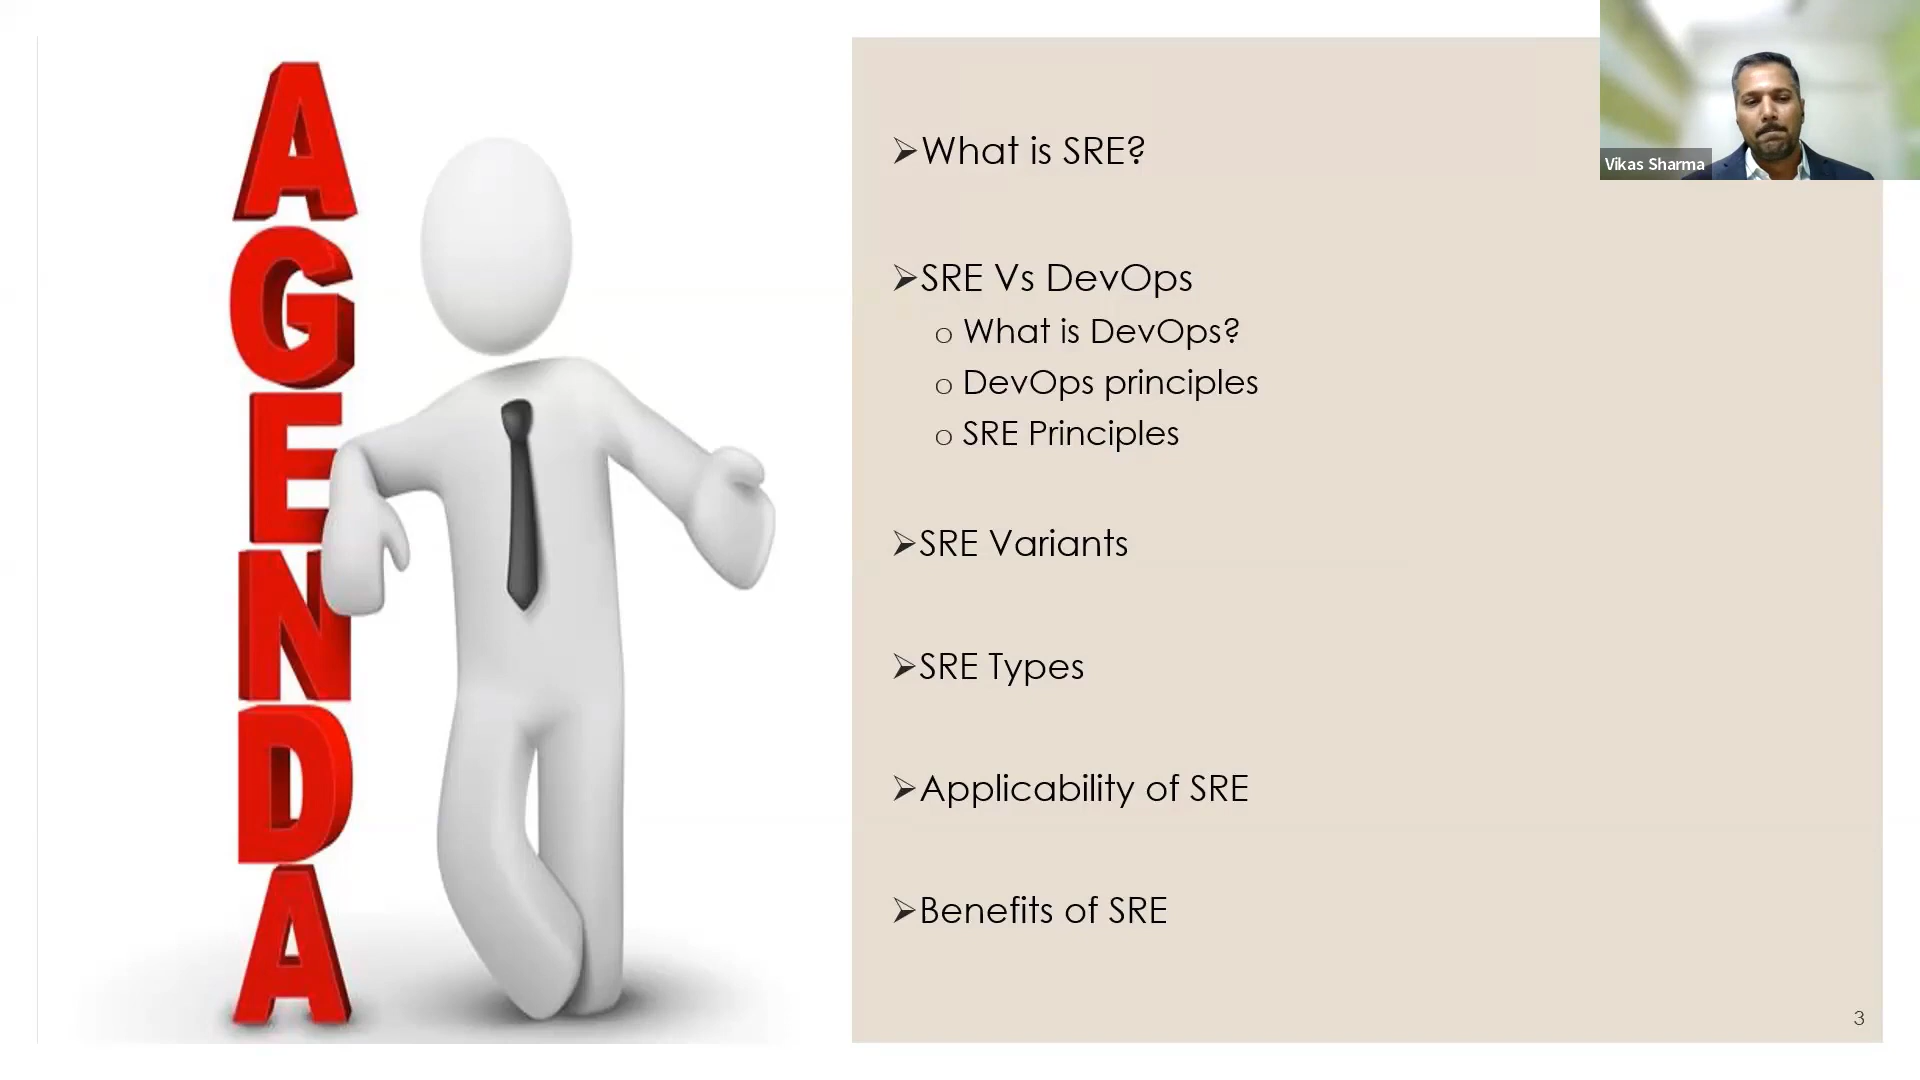 AGENDA
➢What is SRE?
Vikas Sharma
➢SRE Vs DevOps
o What is DevOps?
o DevOps principles
o SRE Principles
➢SRE Variants
➢SRE Types
➢Applicability of SRE
➢Benefits of SRE
3